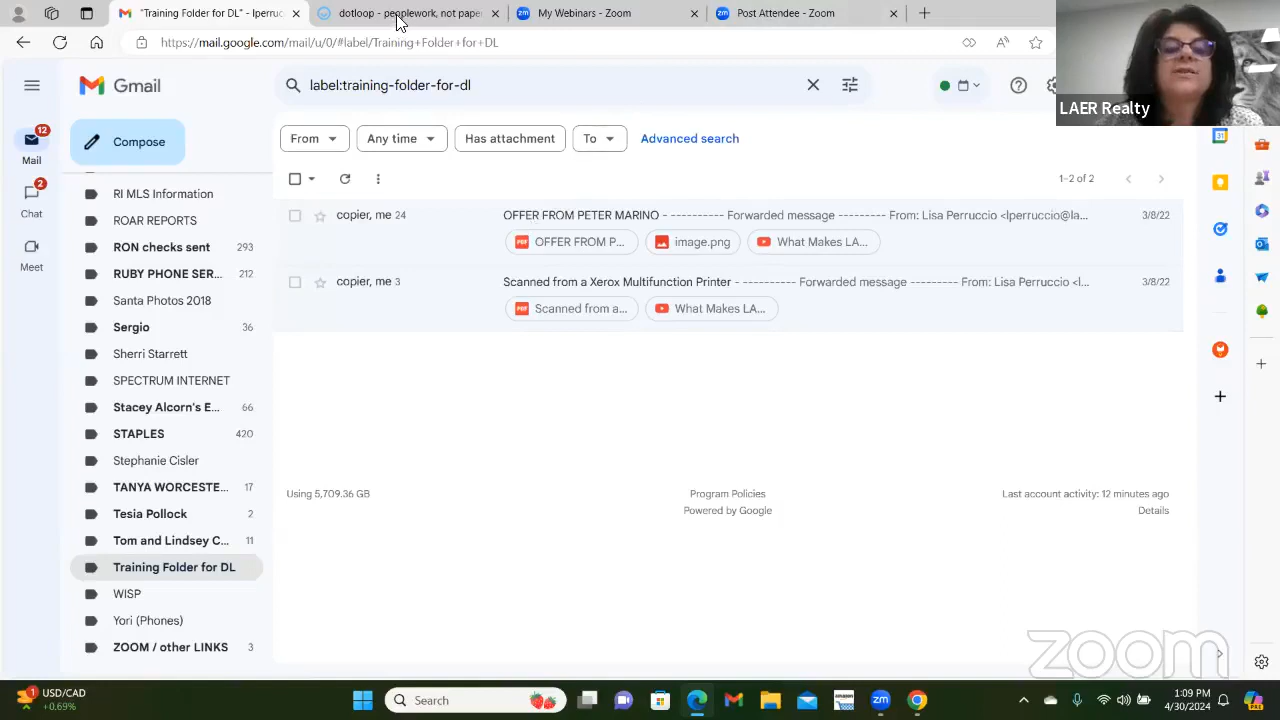 "Training Folder for DL" - lperruc
dotloop - peoplework, not pape
My Webinars - Zoom
Post Attendee - Zoom
https://mail.google.com/mail/u/0/#label/Training+Folder+for+DL
Gmail
label:training-folder-for-dl
LAER Realty
12
Mail
2
Chat
Meet
Compose
From
Any time
Has attachment
To
Advanced search
1–2 of 2
RI MLS Information
ROAR REPORTS
RON checks sent 293
RUBY PHONE SER... 212
Santa Photos 2018
Sergio 36
Sherri Starrett
SPECTRUM INTERNET
Stacey Alcorn's E... 66
STAPLES 420
Stephanie Cisler
TANYA WORCESTE... 17
Tesia Pollock 2
Tom and Lindsey C... 11
Training Folder for DL
WISP
Yori (Phones)
ZOOM / other LINKS 3
copier, me 24 OFFER FROM PETER MARINO - ---------- Forwarded message --------- From: Lisa Perruccio <lperruccio@la... 3/8/22
OFFER FROM P... image.png What Makes LA...
copier, me 3 Scanned from a Xerox Multifunction Printer - ---------- Forwarded message --------- From: Lisa Perruccio <l... 3/8/22
Scanned from a... What Makes LA...
Using 5,709.36 GB
Program Policies
Powered by Google
Last account activity: 12 minutes ago
Details
31
zoom
1
USD/CAD
+0.69%
Search
zm
1:09 PM
4/30/2024
PRE